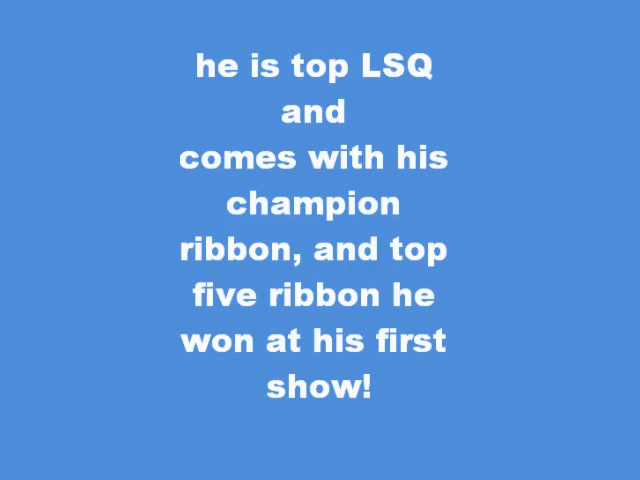 he is top LSQ
and
comes with his
champion
ribbon, and top
five ribbon he
won at his first
show!